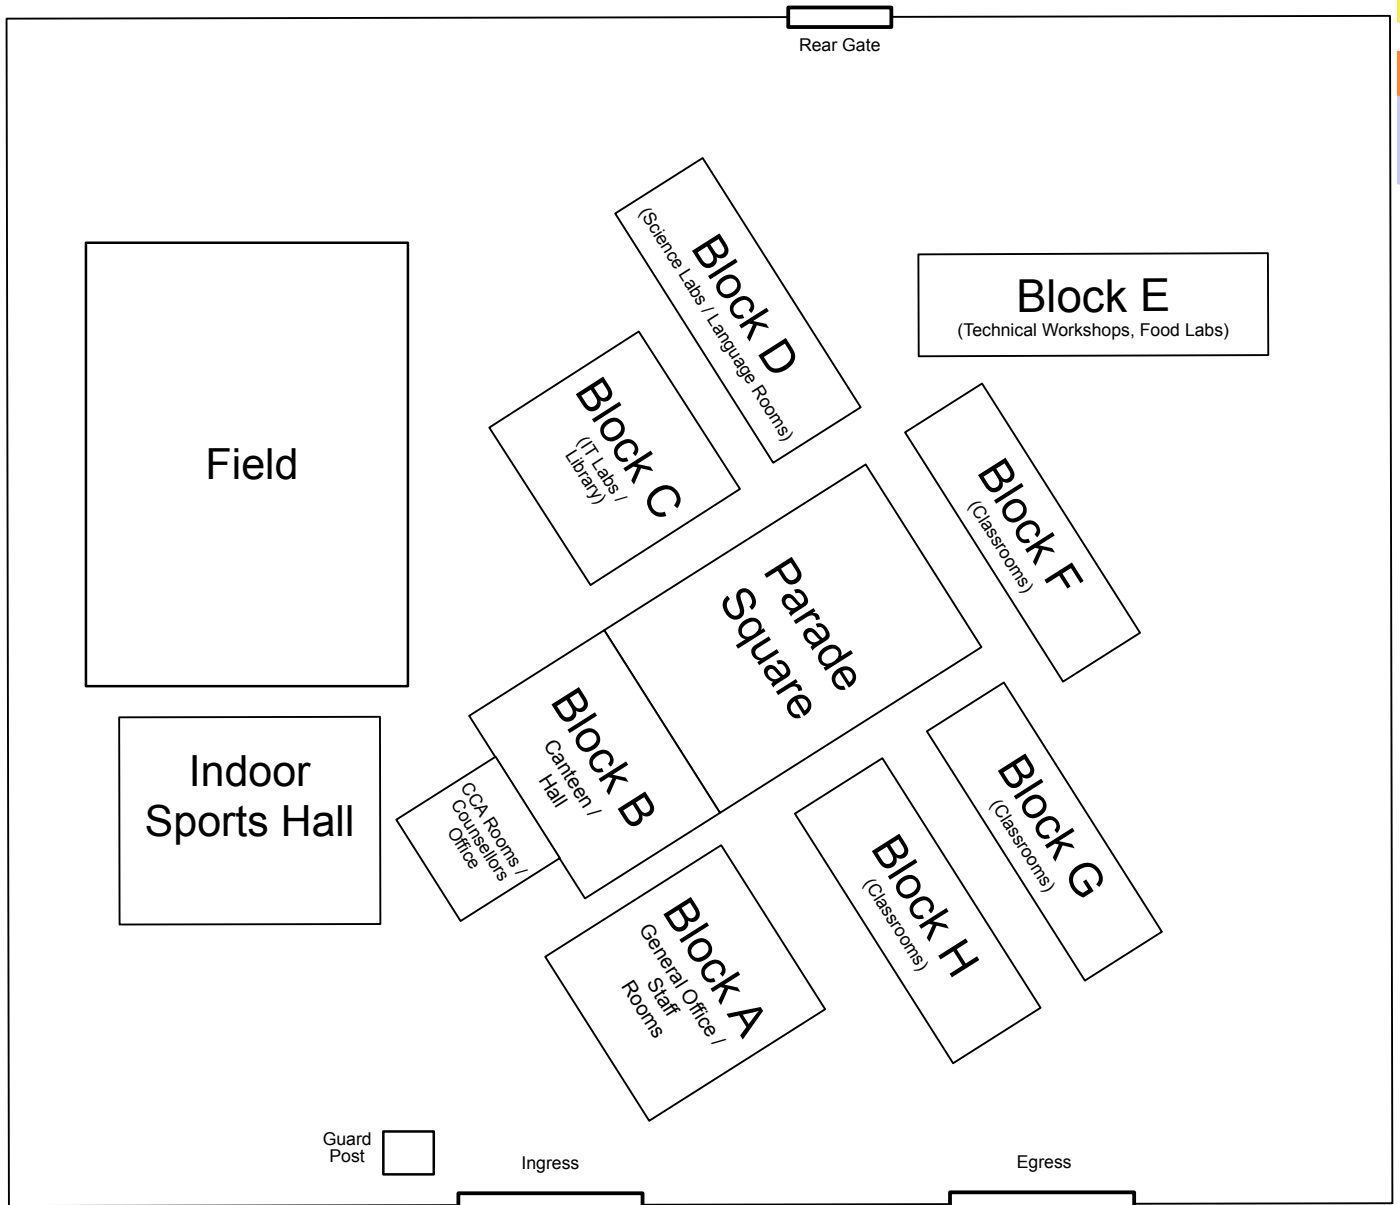 Rear Gate
Block D
(Science Labs / Language Rooms)
Block E
(Technical Workshops, Food Labs)
Block C
(IT Labs /
Library)
Field
Block F
(Classrooms)
Parade
Square
Block B
Canteen /
Hall
Indoor
Sports Hall
CCA Rooms /
Counsellors
Office
Block G
(Classrooms)
Block H
(Classrooms)
Block A
General Office /
Staff
Rooms
Guard
Post
Ingress
Egress